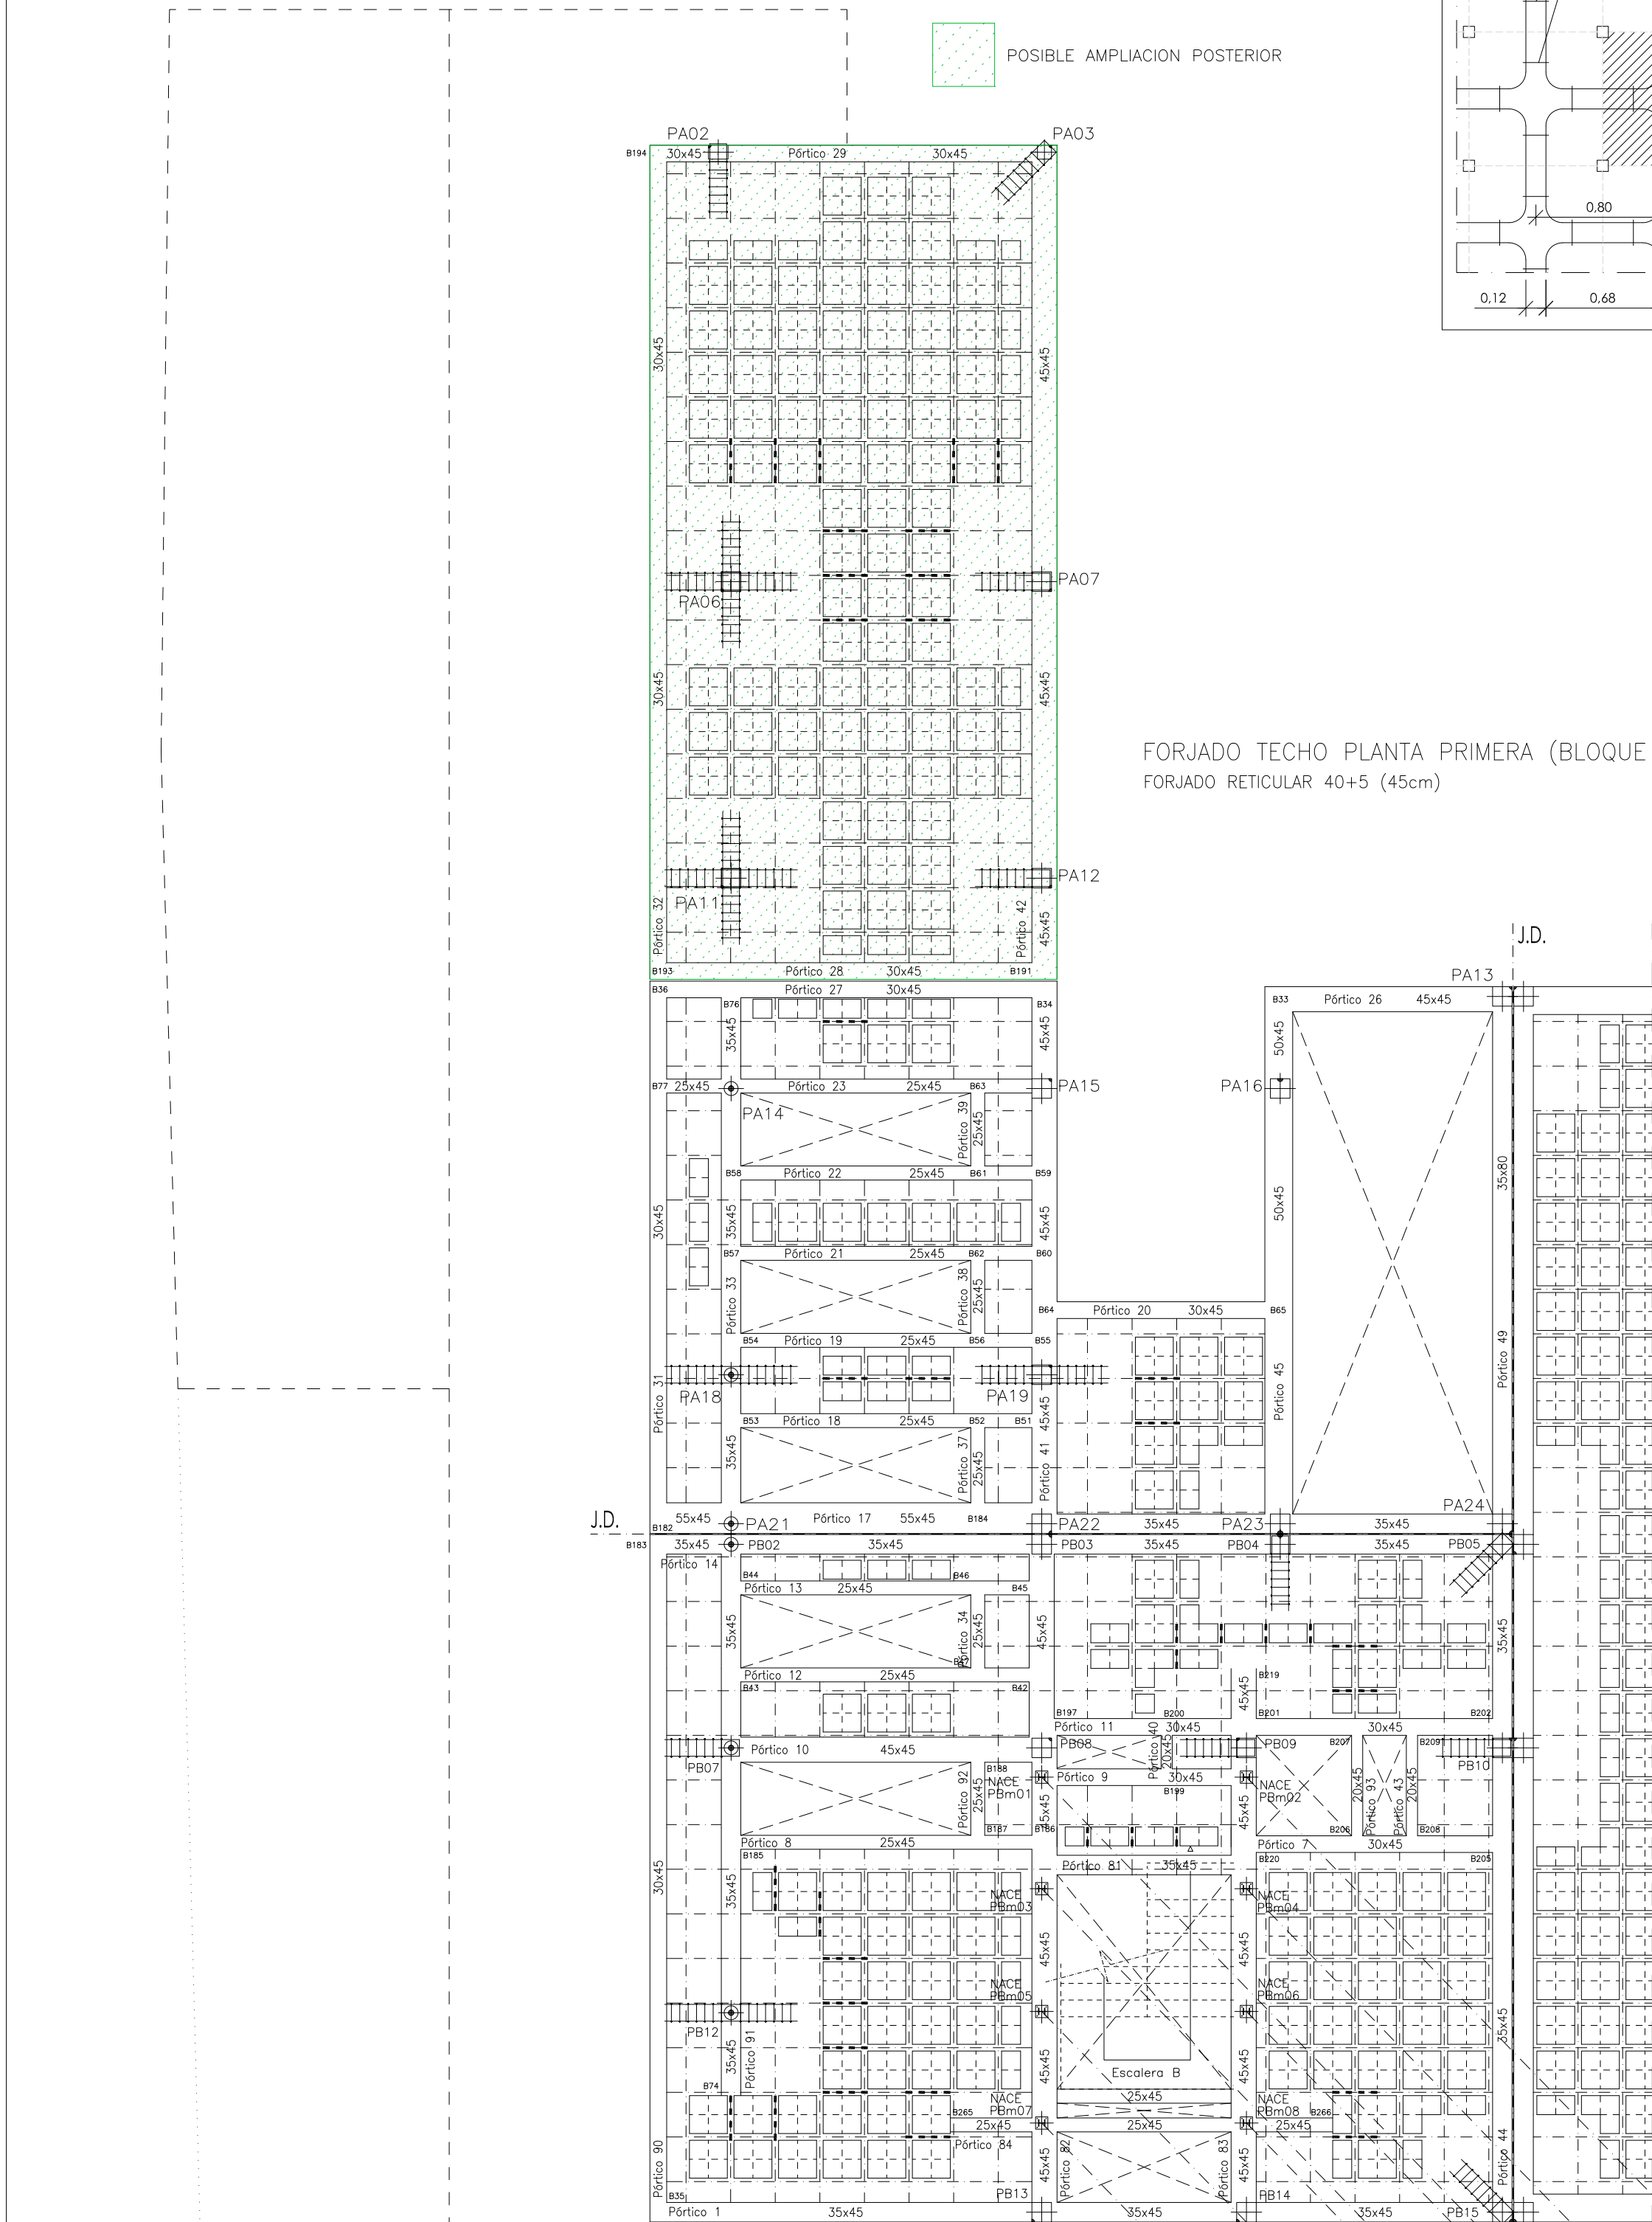 POSIBLE AMPLIACION POSTERIOR
0,80
0,12 0,68
PA02 PA03
B194 30x45 Pórtico 29 30x45
30x45 45x45
PA06 PA07
30x45 45x45
FORJADO TECHO PLANTA PRIMERA (BLOQUE
FORJADO RETICULAR 40+5 (45cm)
PA11 PA12
Pórtico 32 Pórtico 42 45x45
J.D.
B193 Pórtico 28 30x45 B191
PA13
B36 Pórtico 27 30x45
B33 Pórtico 26 45x45
B76 B34
35x45 45x45 50x45
B77 25x45 Pórtico 23 25x45 B63 PA15 PA16
PA14 Pórtico 39 25x45
B58 Pórtico 22 25x45 B61 B59
35x80
30x45 35x45 45x45 50x45
B57 Pórtico 21 25x45 B62 B60
Pórtico 33 Pórtico 38 25x45
B64 Pórtico 20 30x45 B65
B54 Pórtico 19 25x45 B56 B55
Pórtico 49
PA18 PA19
Pórtico 31 Pórtico 45
B53 Pórtico 18 25x45 B52 B51 45x45
35x45 Pórtico 37 25x45 Pórtico 41
PA24
J.D. 55x45 PA21 Pórtico 17 55x45 B184 PA22 35x45 PA23 35x45
B182
B183 35x45 PB02 35x45 PB03 35x45 PB04 35x45 PB05
Pórtico 14
B44 B46
Pórtico 13 25x45 B45
35x45 Pórtico 34 25x45 45x45 35x45
B47
Pórtico 12 25x45 B219
B43 B42 45x45
B197 B200 B201 B202
Pórtico 11 30x45 30x45
Pórtico 10 45x45 PB08 Pórtico 40 20x45 PB09 B207 B209
PB07 PB10
B188 Pórtico 9 30x45
NACE PBm01 NACE PBm02
Pórtico 92 25x45 45x45 B199 45x45 20x45 Pórtico 93 Pórtico 43 20x45
B187 B186 B206 B208
Pórtico 8 25x45 Pórtico 7 30x45
B185 Pórtico 81 35x45 B220 B205
30x45 35x45
NACE PBm03 NACE PBm04
45x45 45x45
NACE PBm05 NACE PBm06
PB12 35x45
35x45 Pórtico 91 45x45 45x45
Escalera B
B74 25x45
NACE PBm07 NACE PBm08
B265 B266
25x45 25x45 25x45
Pórtico 84
Pórtico 90 45x45 Pórtico 82 Pórtico 83 45x45 Pórtico 44
B35 PB13 PB14
Pórtico 1 35x45 35x45 35x45 PB15